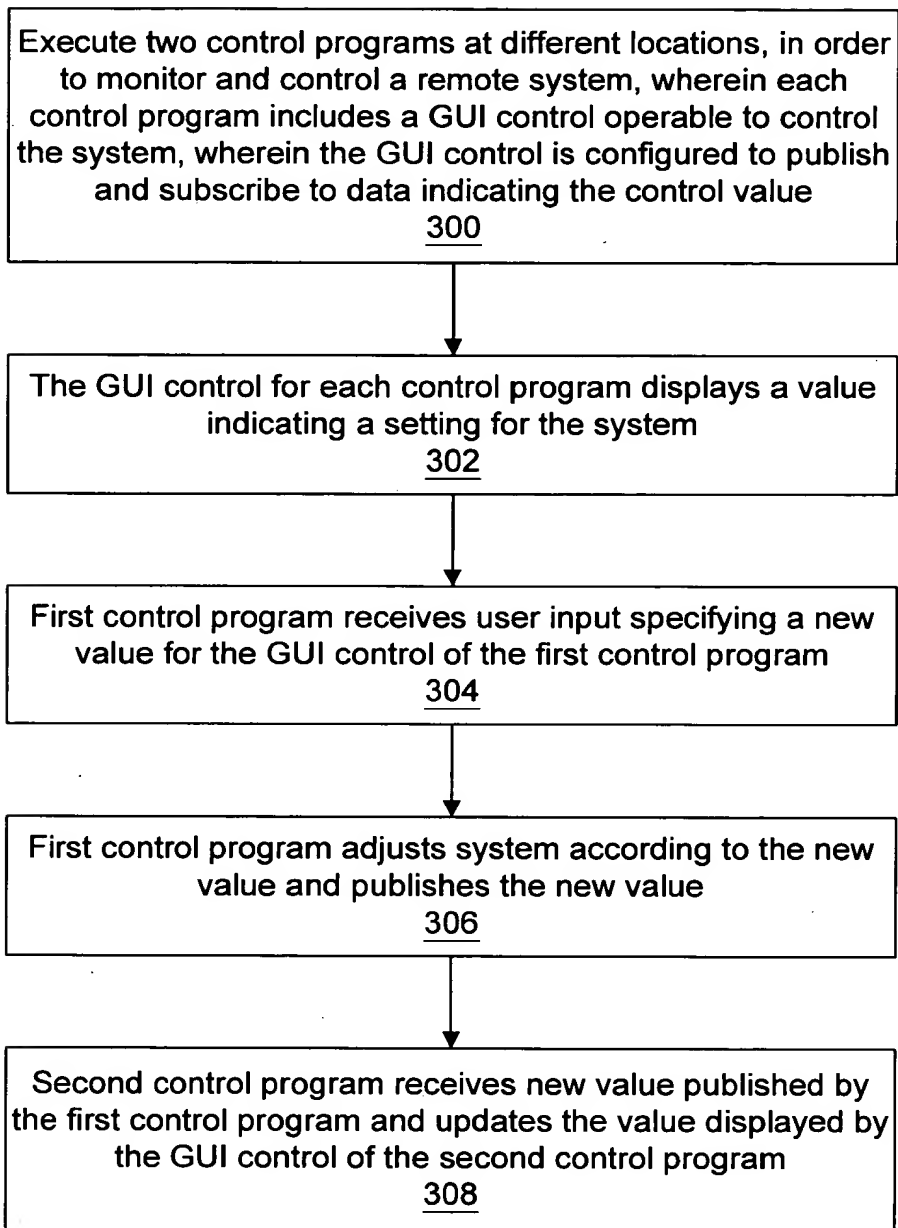 Execute two control programs at different locations, in order
to monitor and control a remote system, wherein each
control program includes a GUI control operable to control
the system, wherein the GUI control is configured to publish
and subscribe to data indicating the control value
300
The GUI control for each control program displays a value
indicating a setting for the system
302
First control program receives user input specifying a new
value for the GUI control of the first control program
304
First control program adjusts system according to the new
value and publishes the new value
306
Second control program receives new value published by
the first control program and updates the value displayed by
the GUI control of the second control program
308